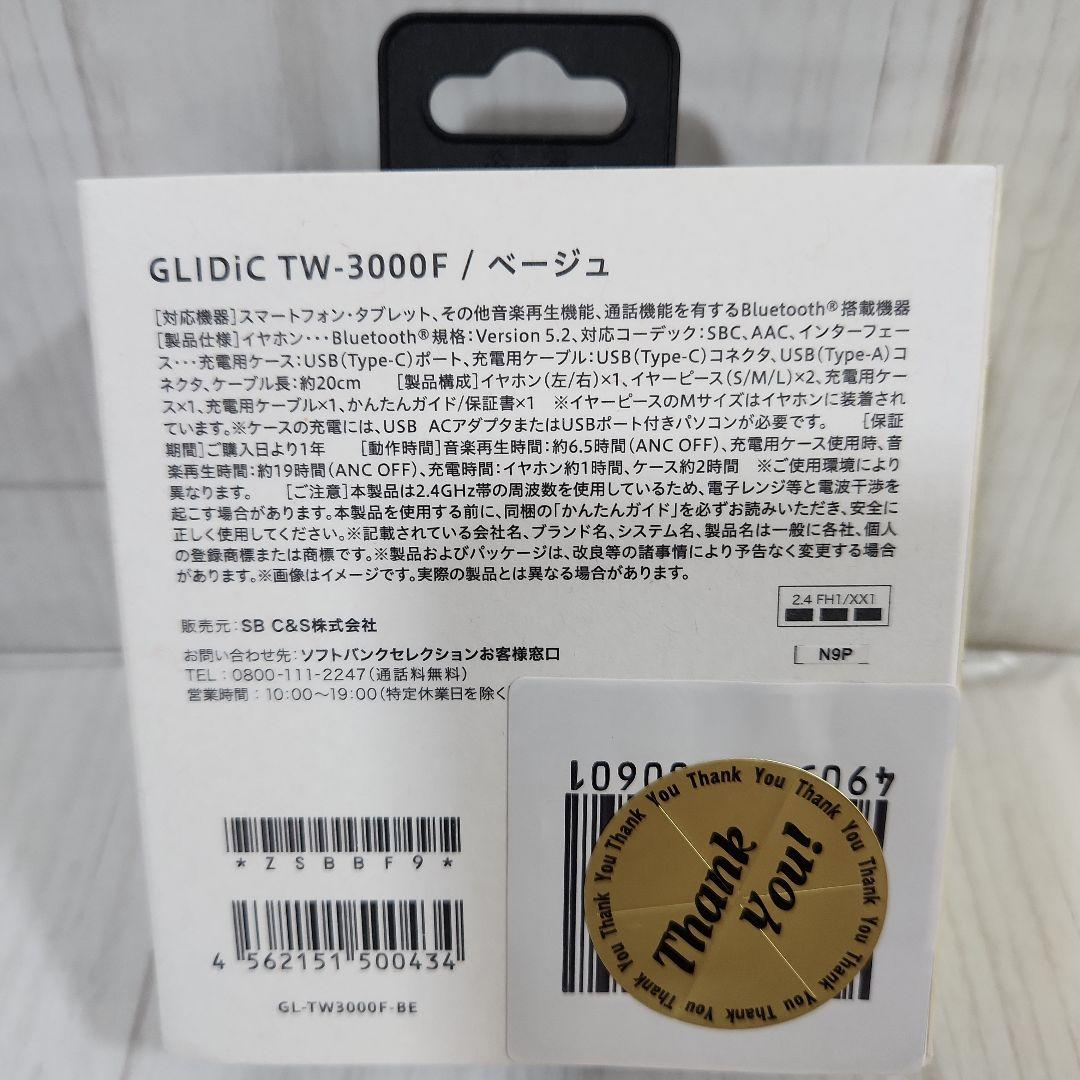 GLIDiC TW-3000F / ベージュ
[対応機器]スマートフォン・タブレット、その他音楽再生機能、通話機能を有するBluetooth®搭載機器
[製品仕様]イヤホン・・・Bluetooth®規格：Version 5.2、対応コーデック：SBC、AAC、インターフェー
ス・・・充電用ケース：USB（Type-C）ポート、充電用ケーブル：USB（Type-C）コネクタ、USB（Type-A）コ
ネクタ、ケーブル長：約20cm　[製品構成]イヤホン（左/右）×1、イヤーピース（S/M/L）×2、充電用ケー
ス×1、充電用ケーブル×1、かんたんガイド/保証書×1　※イヤーピースのMサイズはイヤホンに装着され
ています。※ケースの充電には、USB ACアダプタまたはUSBポート付きパソコンが必要です。　[保証
期間]ご購入日より1年　[動作時間]音楽再生時間：約6.5時間（ANC OFF）、充電用ケース使用時、音
楽再生時間：約19時間（ANC OFF）、充電時間：イヤホン約1時間、ケース約2時間　※ご使用環境により
異なります。　[ご注意]本製品は2.4GHz帯の周波数を使用しているため、電子レンジ等と電波干渉を
起こす場合があります。本製品を使用する前に、同梱の「かんたんガイド」を必ずお読みいただき、安全に
正しく使用してください。※記載されている会社名、ブランド名、システム名、製品名は一般に各社、個人
の登録商標または商標です。※製品およびパッケージは、改良等の諸事情により予告なく変更する場合
があります。※画像はイメージです。実際の製品とは異なる場合があります。
2.4 FH1/XX1
販売元：SB C&S株式会社
N9P
お問い合わせ先：ソフトバンクセレクションお客様窓口
TEL：0800-111-2247（通話料無料）
営業時間：10:00～19:00（特定休業日を除く
*ZSBBF9*
4 562151 500434
GL-TW3000F-BE
Thank You Thank You Thank You Thank You Thank You Thank You Thank You
Thank
You!